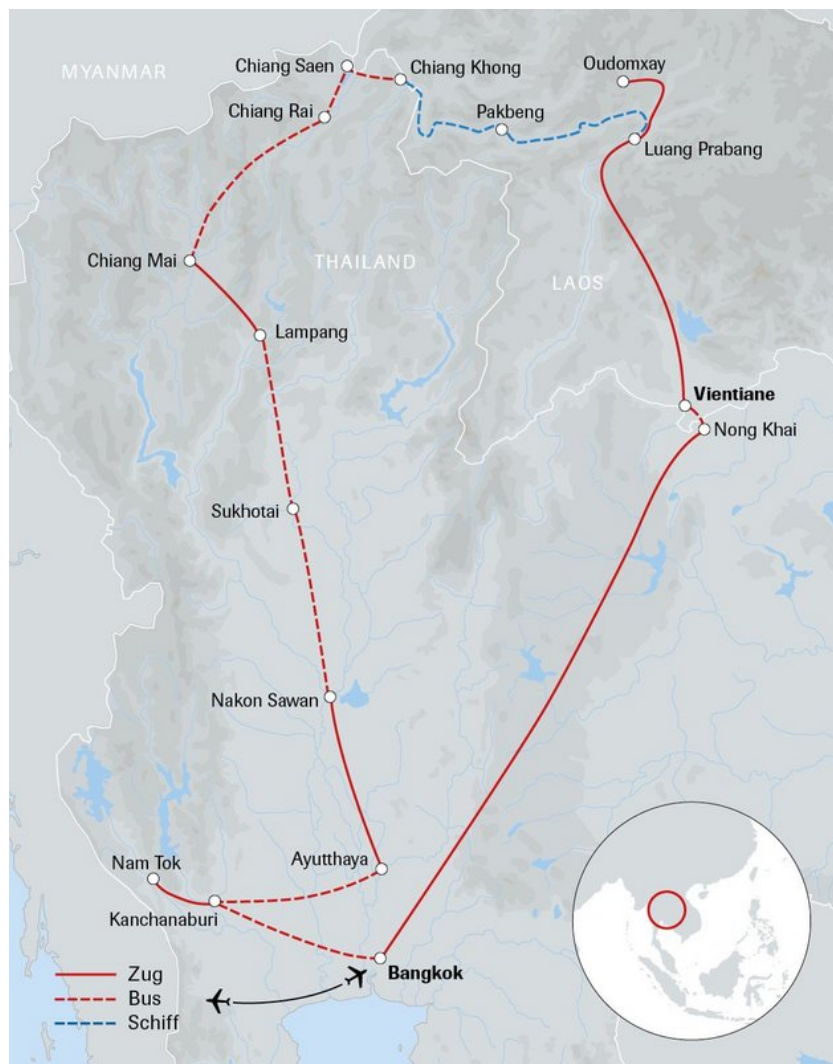 MYANMAR
Chiang Saen
Chiang Khong
Oudomxay
Chiang Rai
Pakbeng
Luang Prabang
Chiang Mai
THAILAND
LAOS
Lampang
Vientiane
Nong Khai
Sukhotai
Nakon Sawan
Nam Tok
Ayutthaya
Kanchanaburi
Bangkok
Zug
Bus
Schiff